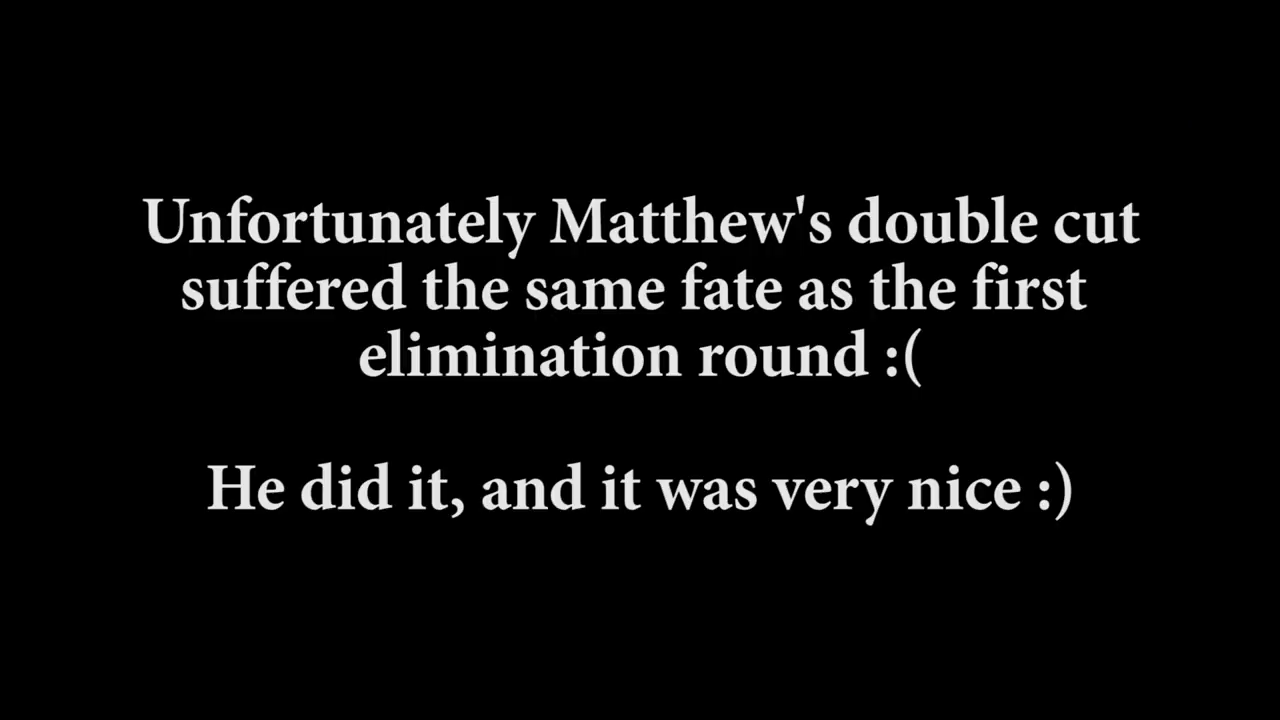 Unfortunately Matthew's double cut
suffered the same fate as the first
elimination round :(
He did it, and it was very nice :)